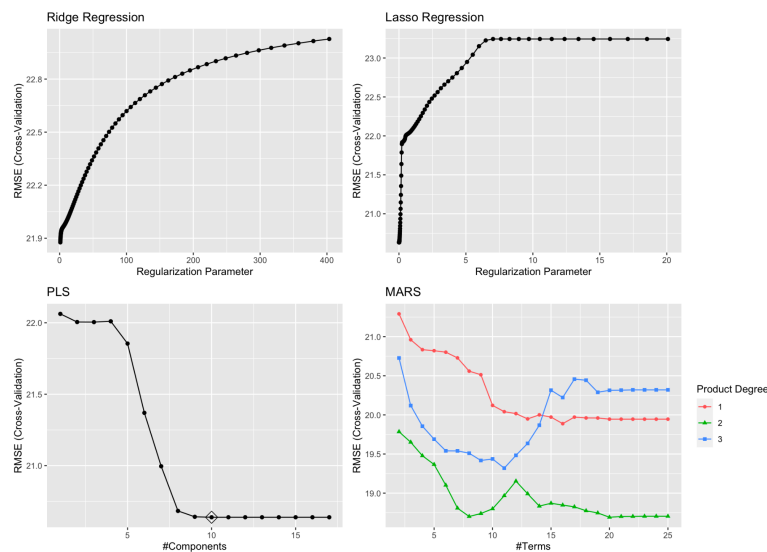 Ridge Regression
RMSE (Cross-Validation)
22.8
22.5
22.2
21.9
0 100 200 300 400
Regularization Parameter
Lasso Regression
RMSE (Cross-Validation)
23.0
22.5
22.0
21.5
21.0
0 5 10 15 20
Regularization Parameter
PLS
RMSE (Cross-Validation)
22.0
21.5
21.0
5 10 15
#Components
MARS
RMSE (Cross-Validation)
21.0
20.5
20.0
19.5
19.0
5 10 15 20 25
#Terms
Product Degree
1
2
3